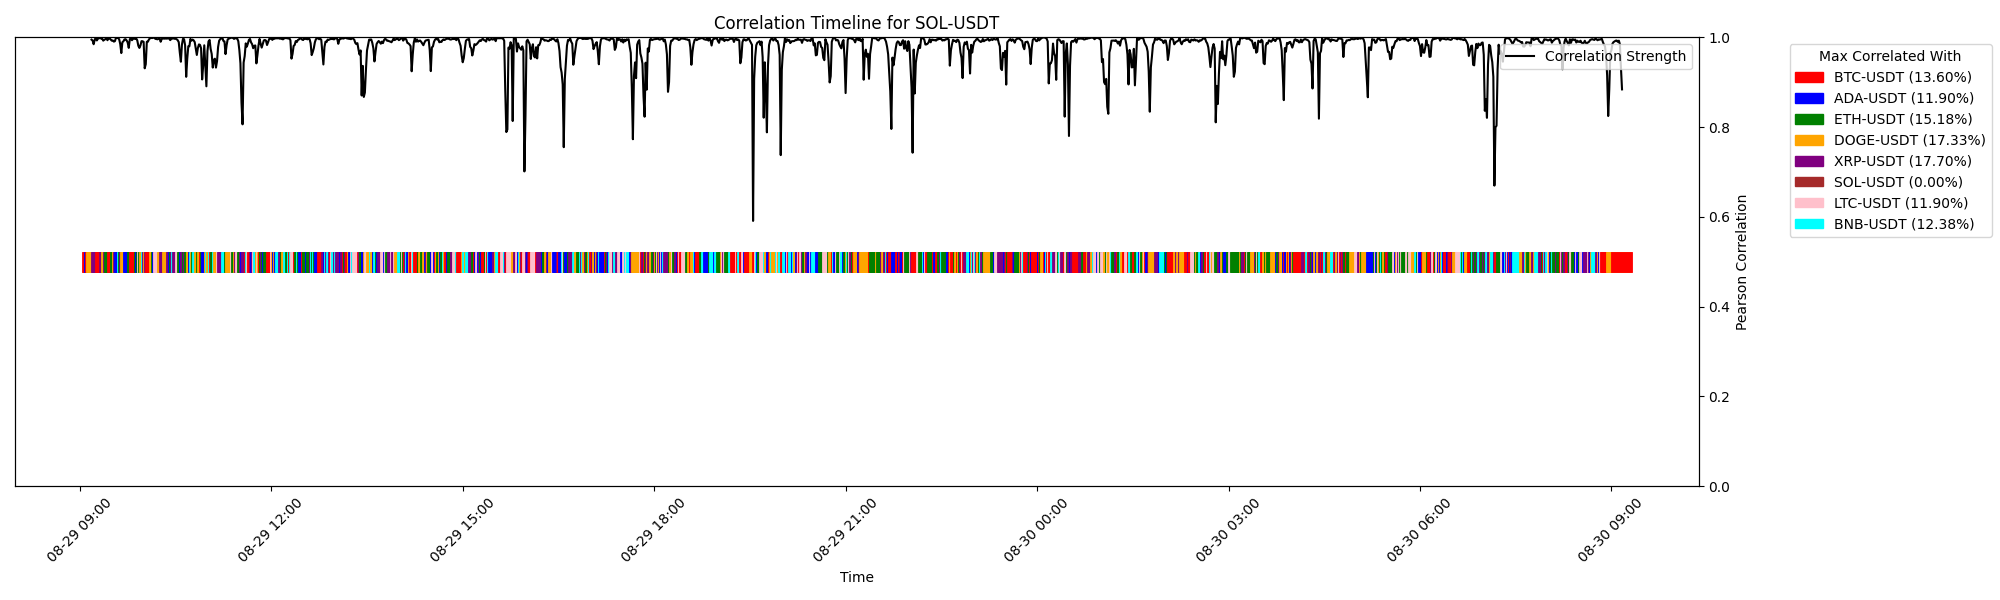 Correlation Timeline for SOL-USDT
Correlation Strength
1.0
0.8
0.6
0.4
0.2
0.0
Pearson Correlation
08-29 09:00
08-29 12:00
08-29 15:00
08-29 18:00
08-29 21:00
08-30 00:00
08-30 03:00
08-30 06:00
08-30 09:00
Time
Max Correlated With
BTC-USDT (13.60%)
ADA-USDT (11.90%)
ETH-USDT (15.18%)
DOGE-USDT (17.33%)
XRP-USDT (17.70%)
SOL-USDT (0.00%)
LTC-USDT (11.90%)
BNB-USDT (12.38%)